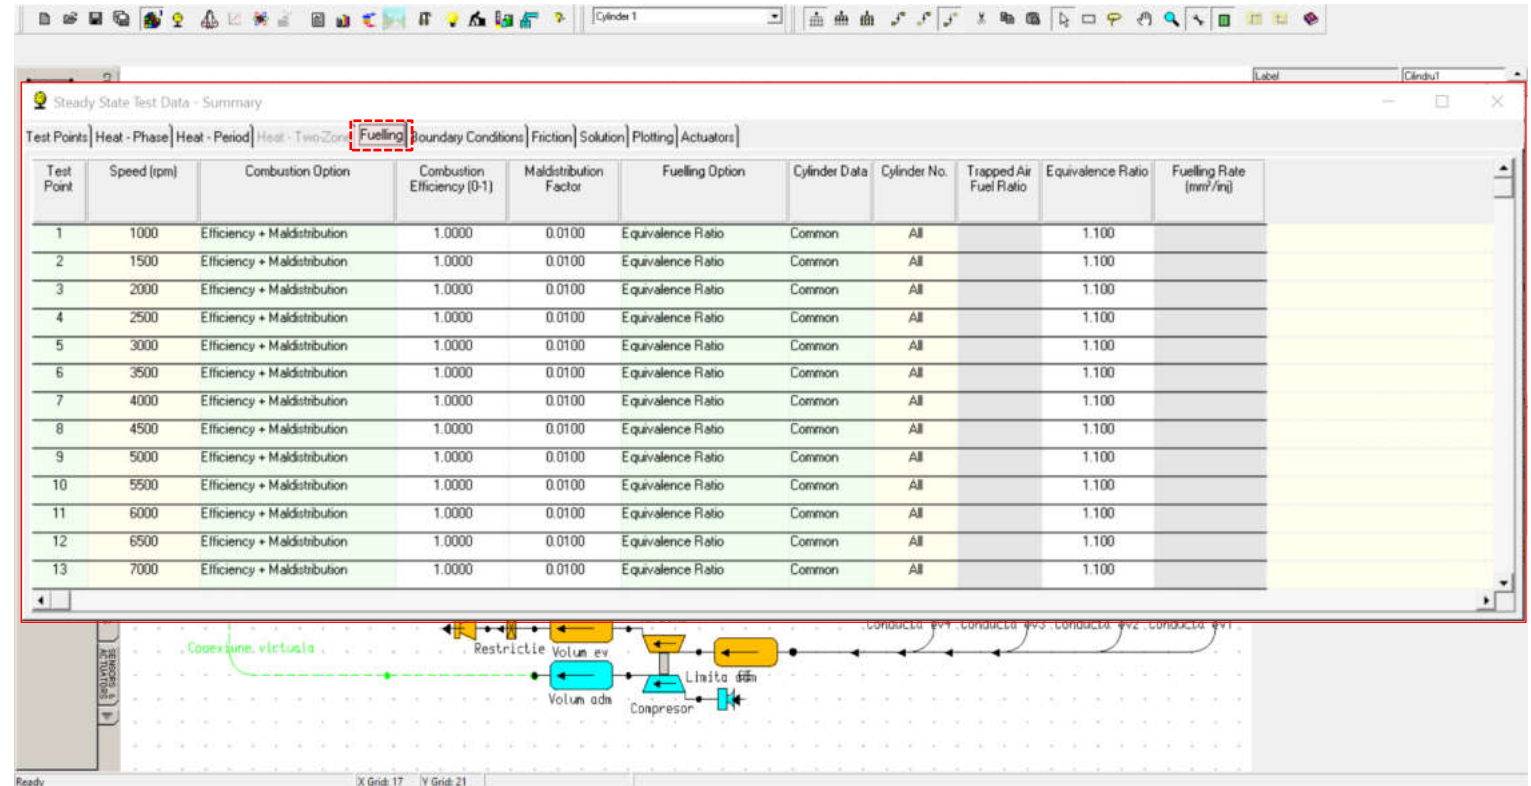 Cylinder 1
Label Cilindru1
Steady State Test Data - Summary
Test Points Heat - Phase Heat - Period Heat - Two-Zone Fuelling Boundary Conditions Friction Solution Plotting Actuators
Test Point Speed (rpm) Combustion Option Combustion Efficiency (0-1) Maldistribution Factor Fuelling Option Cylinder Data Cylinder No. Trapped Air Fuel Ratio Equivalence Ratio Fuelling Rate (mm³/inj)
1 1000 Efficiency + Maldistribution 1.0000 0.0100 Equivalence Ratio Common All 1.100
2 1500 Efficiency + Maldistribution 1.0000 0.0100 Equivalence Ratio Common All 1.100
3 2000 Efficiency + Maldistribution 1.0000 0.0100 Equivalence Ratio Common All 1.100
4 2500 Efficiency + Maldistribution 1.0000 0.0100 Equivalence Ratio Common All 1.100
5 3000 Efficiency + Maldistribution 1.0000 0.0100 Equivalence Ratio Common All 1.100
6 3500 Efficiency + Maldistribution 1.0000 0.0100 Equivalence Ratio Common All 1.100
7 4000 Efficiency + Maldistribution 1.0000 0.0100 Equivalence Ratio Common All 1.100
8 4500 Efficiency + Maldistribution 1.0000 0.0100 Equivalence Ratio Common All 1.100
9 5000 Efficiency + Maldistribution 1.0000 0.0100 Equivalence Ratio Common All 1.100
10 5500 Efficiency + Maldistribution 1.0000 0.0100 Equivalence Ratio Common All 1.100
11 6000 Efficiency + Maldistribution 1.0000 0.0100 Equivalence Ratio Common All 1.100
12 6500 Efficiency + Maldistribution 1.0000 0.0100 Equivalence Ratio Common All 1.100
13 7000 Efficiency + Maldistribution 1.0000 0.0100 Equivalence Ratio Common All 1.100
Conducta ev4 Conducta ev3 Conducta ev2 Conducta ev1
Conexiune virtuala Restrictie Volum ev
SENSORS & ACTUATORS
Limita
Volum adm Compresor
Ready X Grid: 17 Y Grid: 21